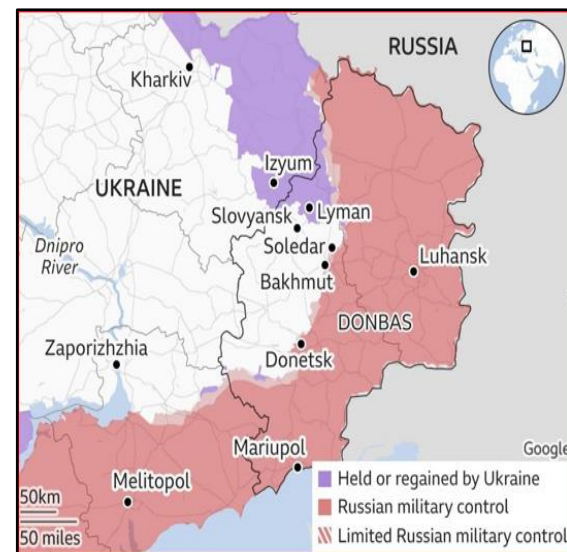 RUSSIA
Kharkiv
Izyum
UKRAINE
Slovyansk
Lyman
Dnipro
River
Soledar
Bakhmut
Luhansk
DONBAS
Zaporizhzhia
Donetsk
Mariupol
Google
Melitopol
Held or regained by Ukraine
Russian military control
Limited Russian military control
50km
50 miles